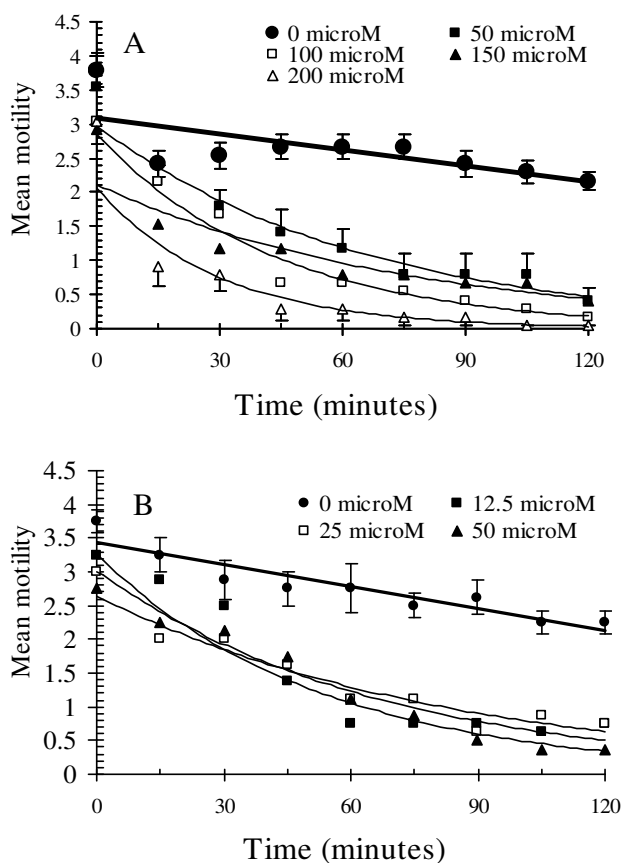 A
0 microM 50 microM
100 microM 150 microM
200 microM
4.5
4
3.5
3
2.5
2
1.5
1
0.5
0
Mean motility
0 30 60 90 120
Time (minutes)
B
0 microM 12.5 microM
25 microM 50 microM
4.5
4
3.5
3
2.5
2
1.5
1
0.5
0
Mean motility
0 30 60 90 120
Time (minutes)